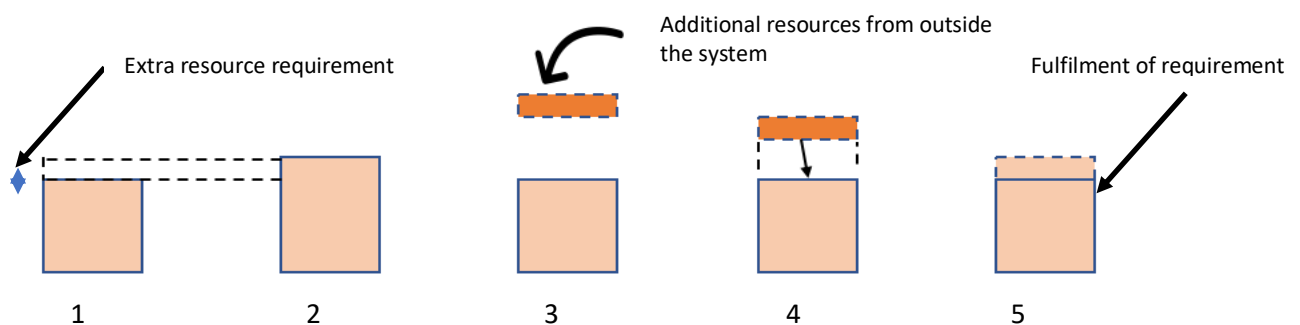 Additional resources from outside
the system
Extra resource requirement
Fulfilment of requirement
1
2
3
4
5